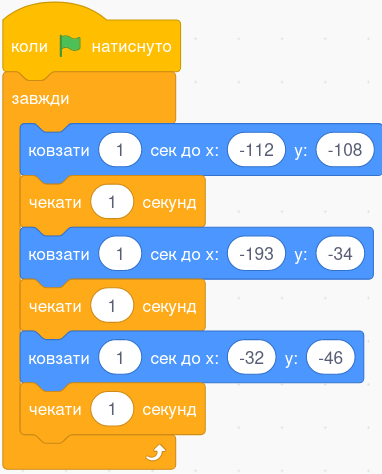 коли натиснуто
завжди
ковзати 1 сек до x: -112 y: -108
чекати 1 секунд
ковзати 1 сек до x: -193 y: -34
чекати 1 секунд
ковзати 1 сек до x: -32 y: -46
чекати 1 секунд